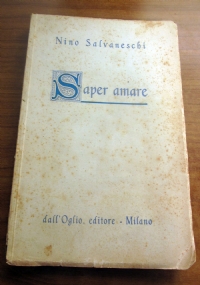 Nino Salvaneschi
Saper amare
dall'Oglio, editore - Milano